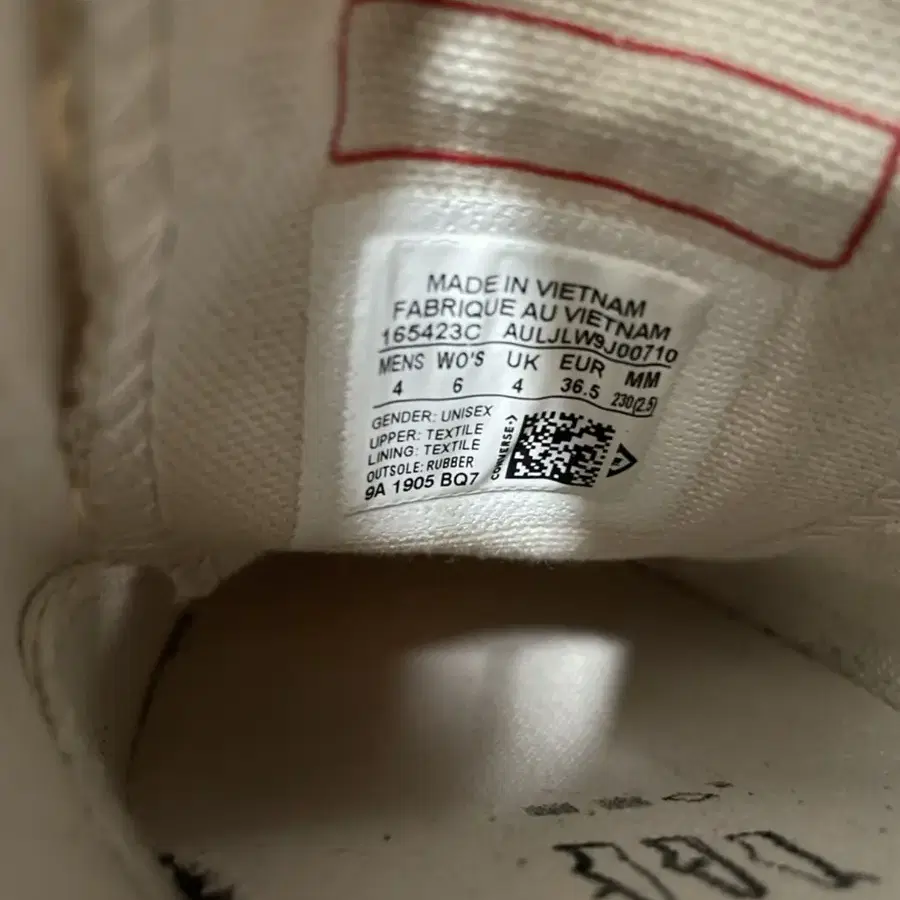 MADE IN VIETNAM
FABRIQUE AU VIETNAM
165423C AULJLW9J00710
MENS WO'S UK EUR MM
4 6 4 36.5 230(2.5)
GENDER: UNISEX
UPPER: TEXTILE
LINING: TEXTILE
OUTSOLE: RUBBER
9A 1905 BQ7
CONVERSE